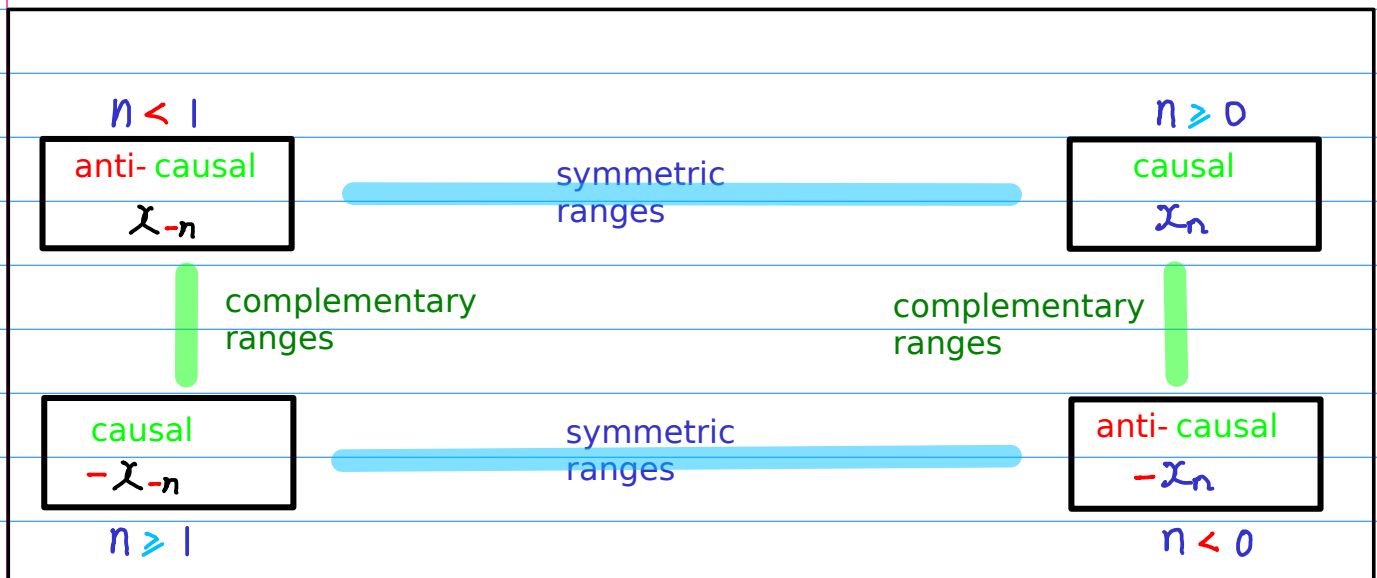 n < 1
n ⩾ 0
anti- causal
causal
x₋ₙ
xₙ
symmetric
ranges
complementary
ranges
complementary
ranges
causal
anti- causal
-x₋ₙ
-xₙ
symmetric
ranges
n ⩾ 1
n < 0